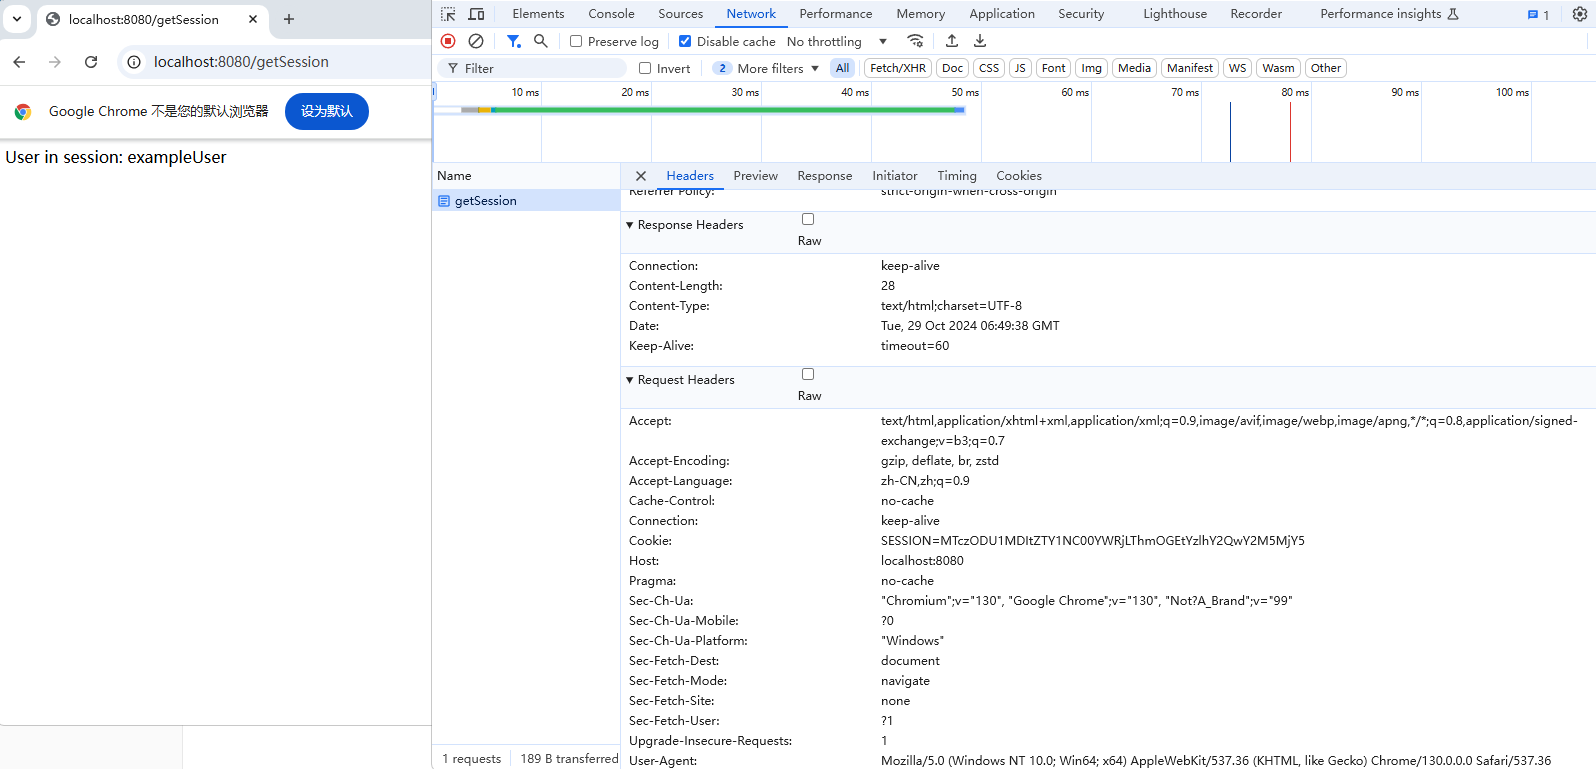 localhost:8080/getSession
localhost:8080/getSession
Google Chrome 不是您的默认浏览器 设为默认
User in session: exampleUser
Elements Console Sources Network Performance Memory Application Security Lighthouse Recorder Performance insights 1
Preserve log Disable cache No throttling
Filter Invert 2 More filters All Fetch/XHR Doc CSS JS Font Img Media Manifest WS Wasm Other
10 ms 20 ms 30 ms 40 ms 50 ms 60 ms 70 ms 80 ms 90 ms 100 ms
Name
getSession
Headers Preview Response Initiator Timing Cookies
Referrer Policy: strict-origin-when-cross-origin
Response Headers
Raw
Connection: keep-alive
Content-Length: 28
Content-Type: text/html;charset=UTF-8
Date: Tue, 29 Oct 2024 06:49:38 GMT
Keep-Alive: timeout=60
Request Headers
Raw
Accept: text/html,application/xhtml+xml,application/xml;q=0.9,image/avif,image/webp,image/apng,*/*;q=0.8,application/signed-
exchange;v=b3;q=0.7
Accept-Encoding: gzip, deflate, br, zstd
Accept-Language: zh-CN,zh;q=0.9
Cache-Control: no-cache
Connection: keep-alive
Cookie: SESSION=MTczODU1MDItZTY1NC00YWRjLThmOGEtYzlhY2QwY2M5MjY5
Host: localhost:8080
Pragma: no-cache
Sec-Ch-Ua: "Chromium";v="130", "Google Chrome";v="130", "Not?A_Brand";v="99"
Sec-Ch-Ua-Mobile: ?0
Sec-Ch-Ua-Platform: "Windows"
Sec-Fetch-Dest: document
Sec-Fetch-Mode: navigate
Sec-Fetch-Site: none
Sec-Fetch-User: ?1
Upgrade-Insecure-Requests: 1
User-Agent: Mozilla/5.0 (Windows NT 10.0; Win64; x64) AppleWebKit/537.36 (KHTML, like Gecko) Chrome/130.0.0.0 Safari/537.36
1 requests 189 B transferred